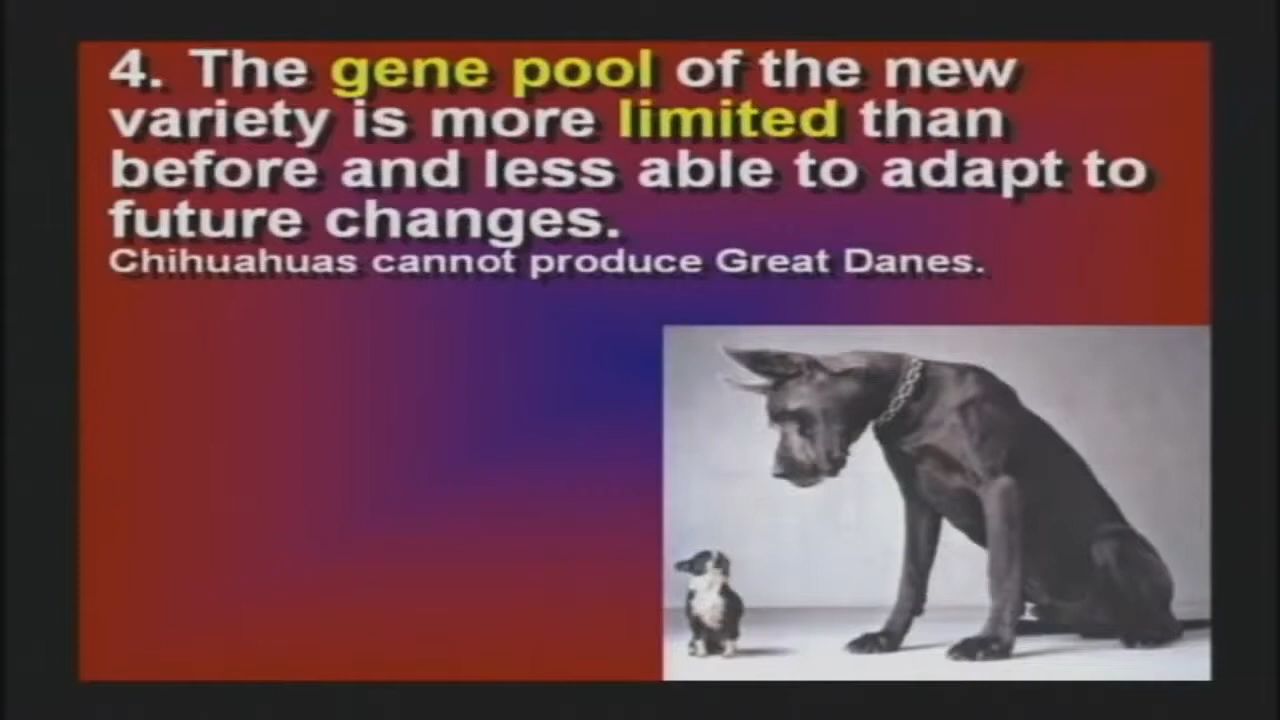 4. The gene pool of the new
variety is more limited than
before and less able to adapt to
future changes.
Chihuahuas cannot produce Great Danes.